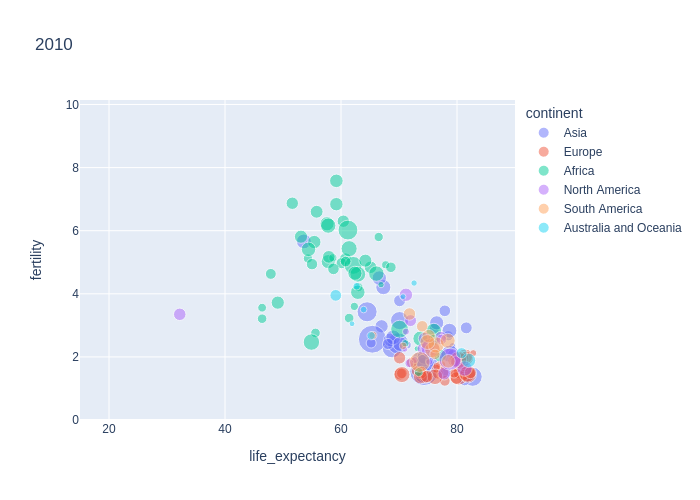 2010
continent
Asia
Europe
Africa
North America
South America
Australia and Oceania
10
8
6
4
2
0
fertility
20
40
60
80
life_expectancy